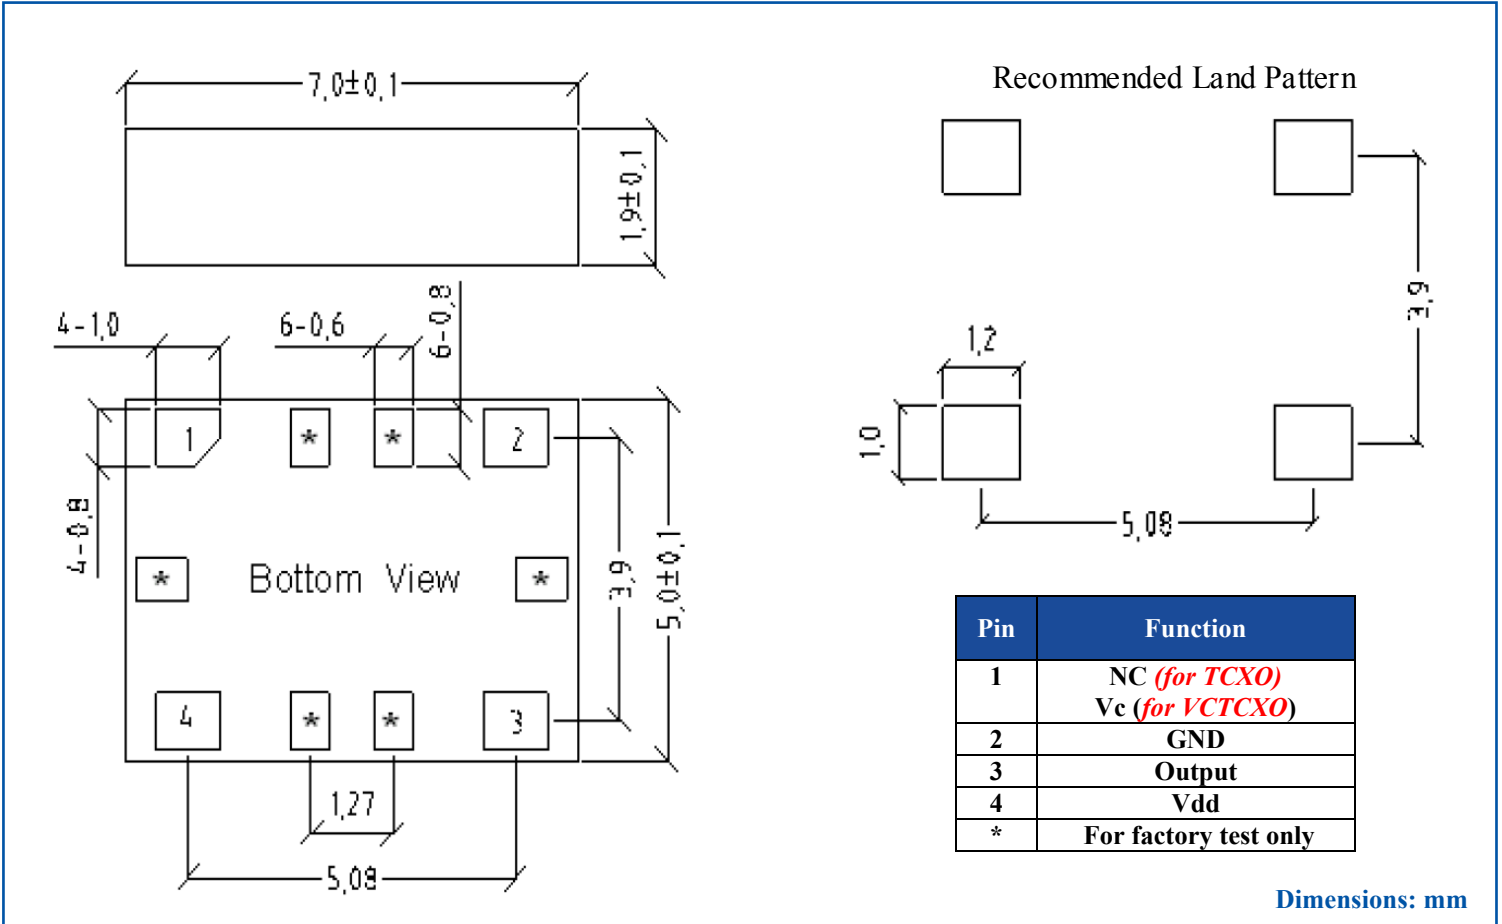 7,0±0,1
1,9±0,1
4-1,0
6-0,6
6-0,8
4-0,8
1
*
*
2
*
Bottom View
*
4
*
*
3
3,9
5,0±0,1
1,27
5,08
Recommended Land Pattern
3,9
1,2
1,0
5,08
Pin Function
1 NC (for TCXO)
Vc (for VCTCXO)
2 GND
3 Output
4 Vdd
* For factory test only
Dimensions: mm